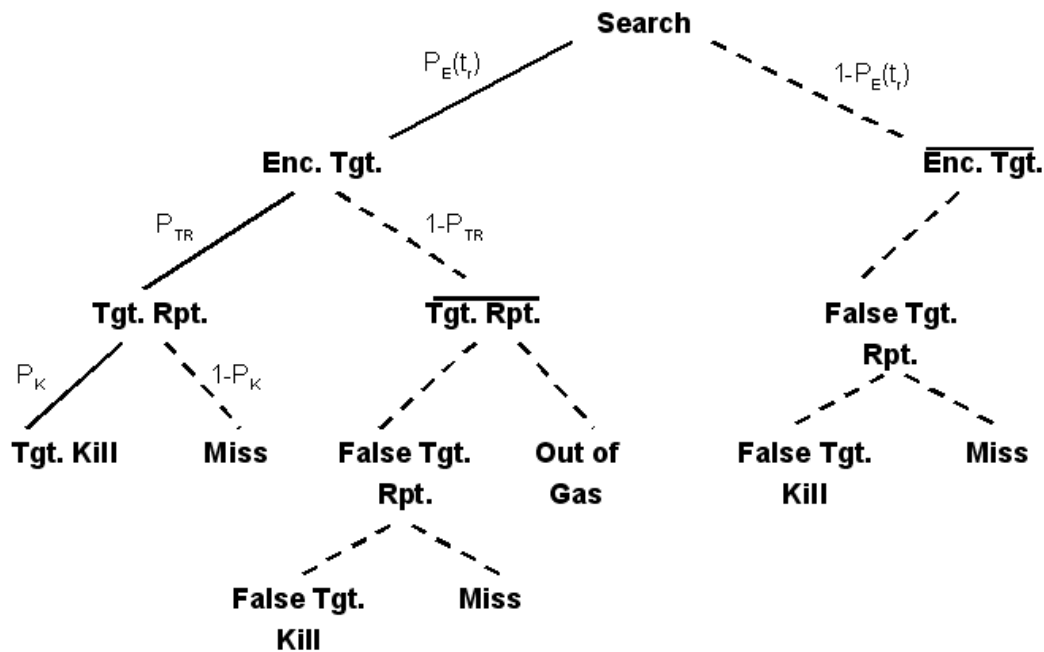 Search
P_E(t_r)
1-P_E(t_r)
Enc. Tgt.
Enc. Tgt.
P_TR
1-P_TR
Tgt. Rpt.
Tgt. Rpt.
False Tgt.
Rpt.
P_K
1-P_K
Tgt. Kill
Miss
False Tgt.
Rpt.
Out of
Gas
False Tgt.
Kill
Miss
False Tgt.
Kill
Miss